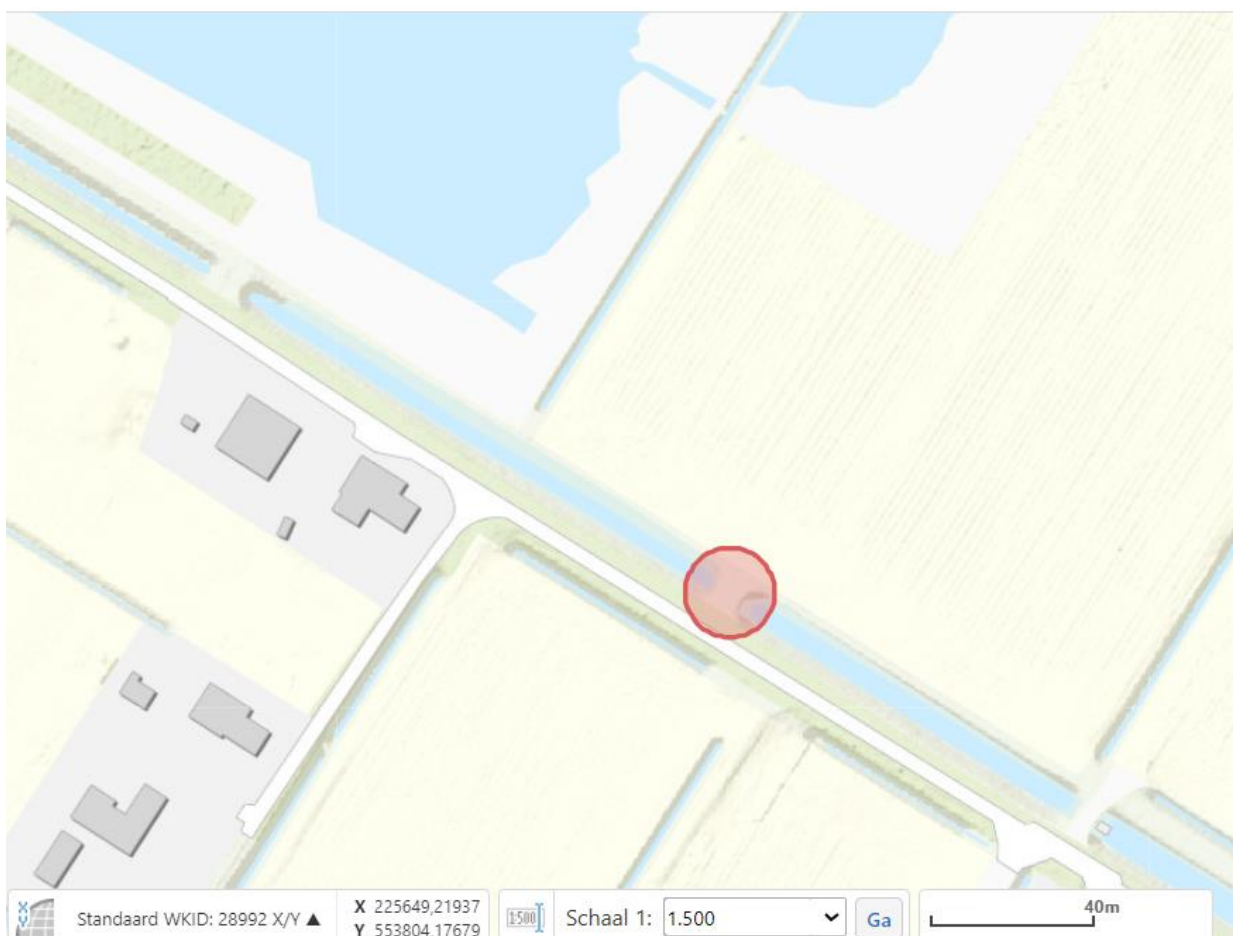 Standaard WKID: 28992 X/Y ▲
X 225649,21937
Y 553804,17679
1:500
Schaal 1: 1.500
Ga
40m